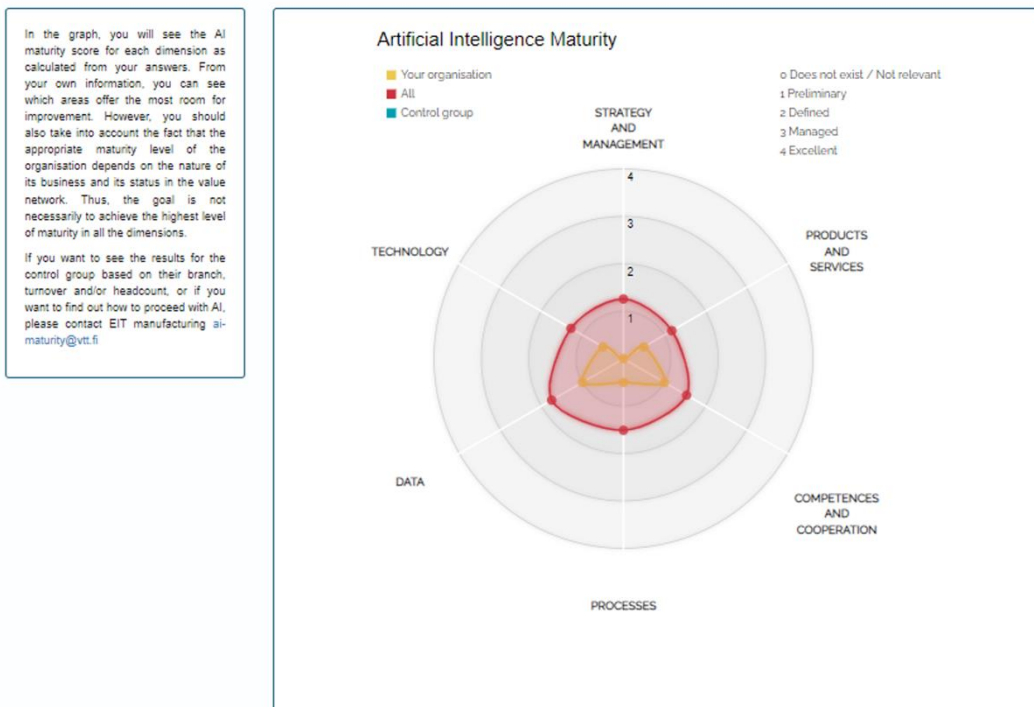 In the graph, you will see the AI
maturity score for each dimension as
calculated from your answers. From
your own information, you can see
which areas offer the most room for
improvement. However, you should
also take into account the fact that the
appropriate maturity level of the
organisation depends on the nature of
its business and its status in the value
network. Thus, the goal is not
necessarily to achieve the highest level
of maturity in all the dimensions.
If you want to see the results for the
control group based on their branch,
turnover and/or headcount, or if you
want to find out how to proceed with AI,
please contact EIT manufacturing ai-
maturity@vtt.fi
Artificial Intelligence Maturity
Your organisation
All
Control group
0 Does not exist / Not relevant
1 Preliminary
2 Defined
3 Managed
4 Excellent
STRATEGY
AND
MANAGEMENT
4
3
2
1
PRODUCTS
AND
SERVICES
TECHNOLOGY
DATA
COMPETENCES
AND
COOPERATION
PROCESSES